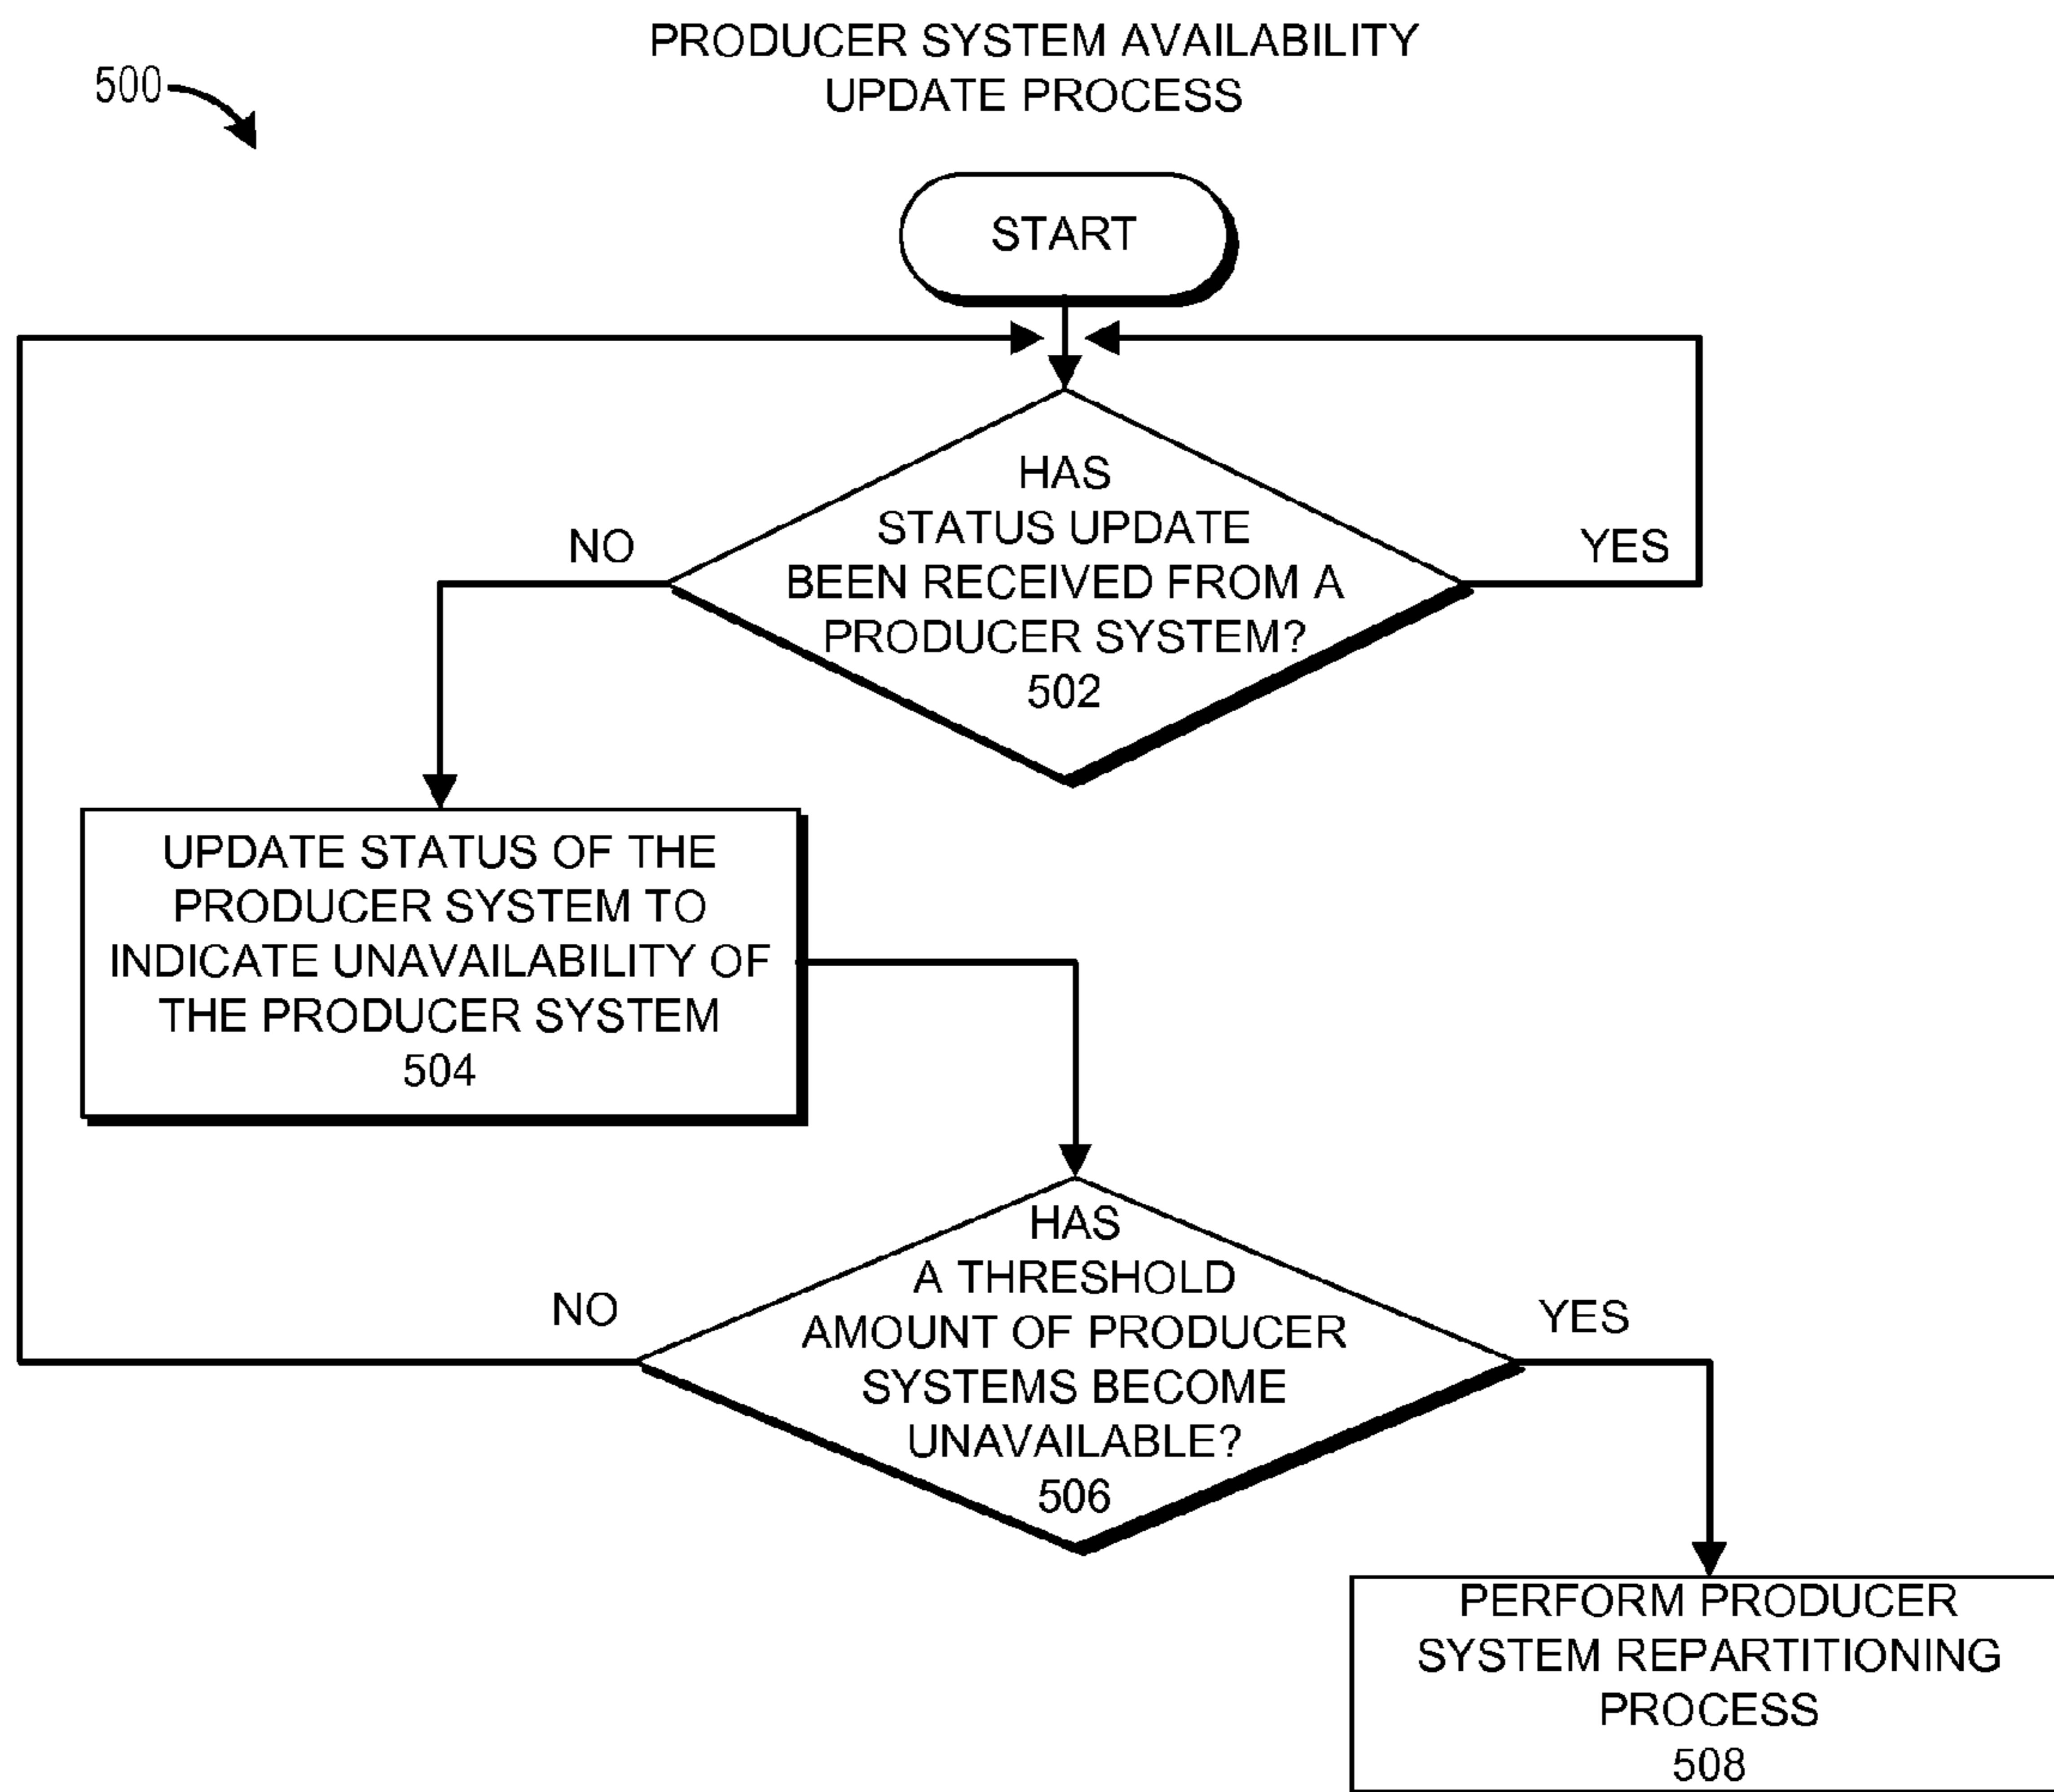 PRODUCER SYSTEM AVAILABILITY
UPDATE PROCESS
500
START
HAS
STATUS UPDATE
BEEN RECEIVED FROM A
PRODUCER SYSTEM?
502
NO
YES
UPDATE STATUS OF THE
PRODUCER SYSTEM TO
INDICATE UNAVAILABILITY OF
THE PRODUCER SYSTEM
504
HAS
A THRESHOLD
AMOUNT OF PRODUCER
SYSTEMS BECOME
UNAVAILABLE?
506
NO
YES
PERFORM PRODUCER
SYSTEM REPARTITIONING
PROCESS
508